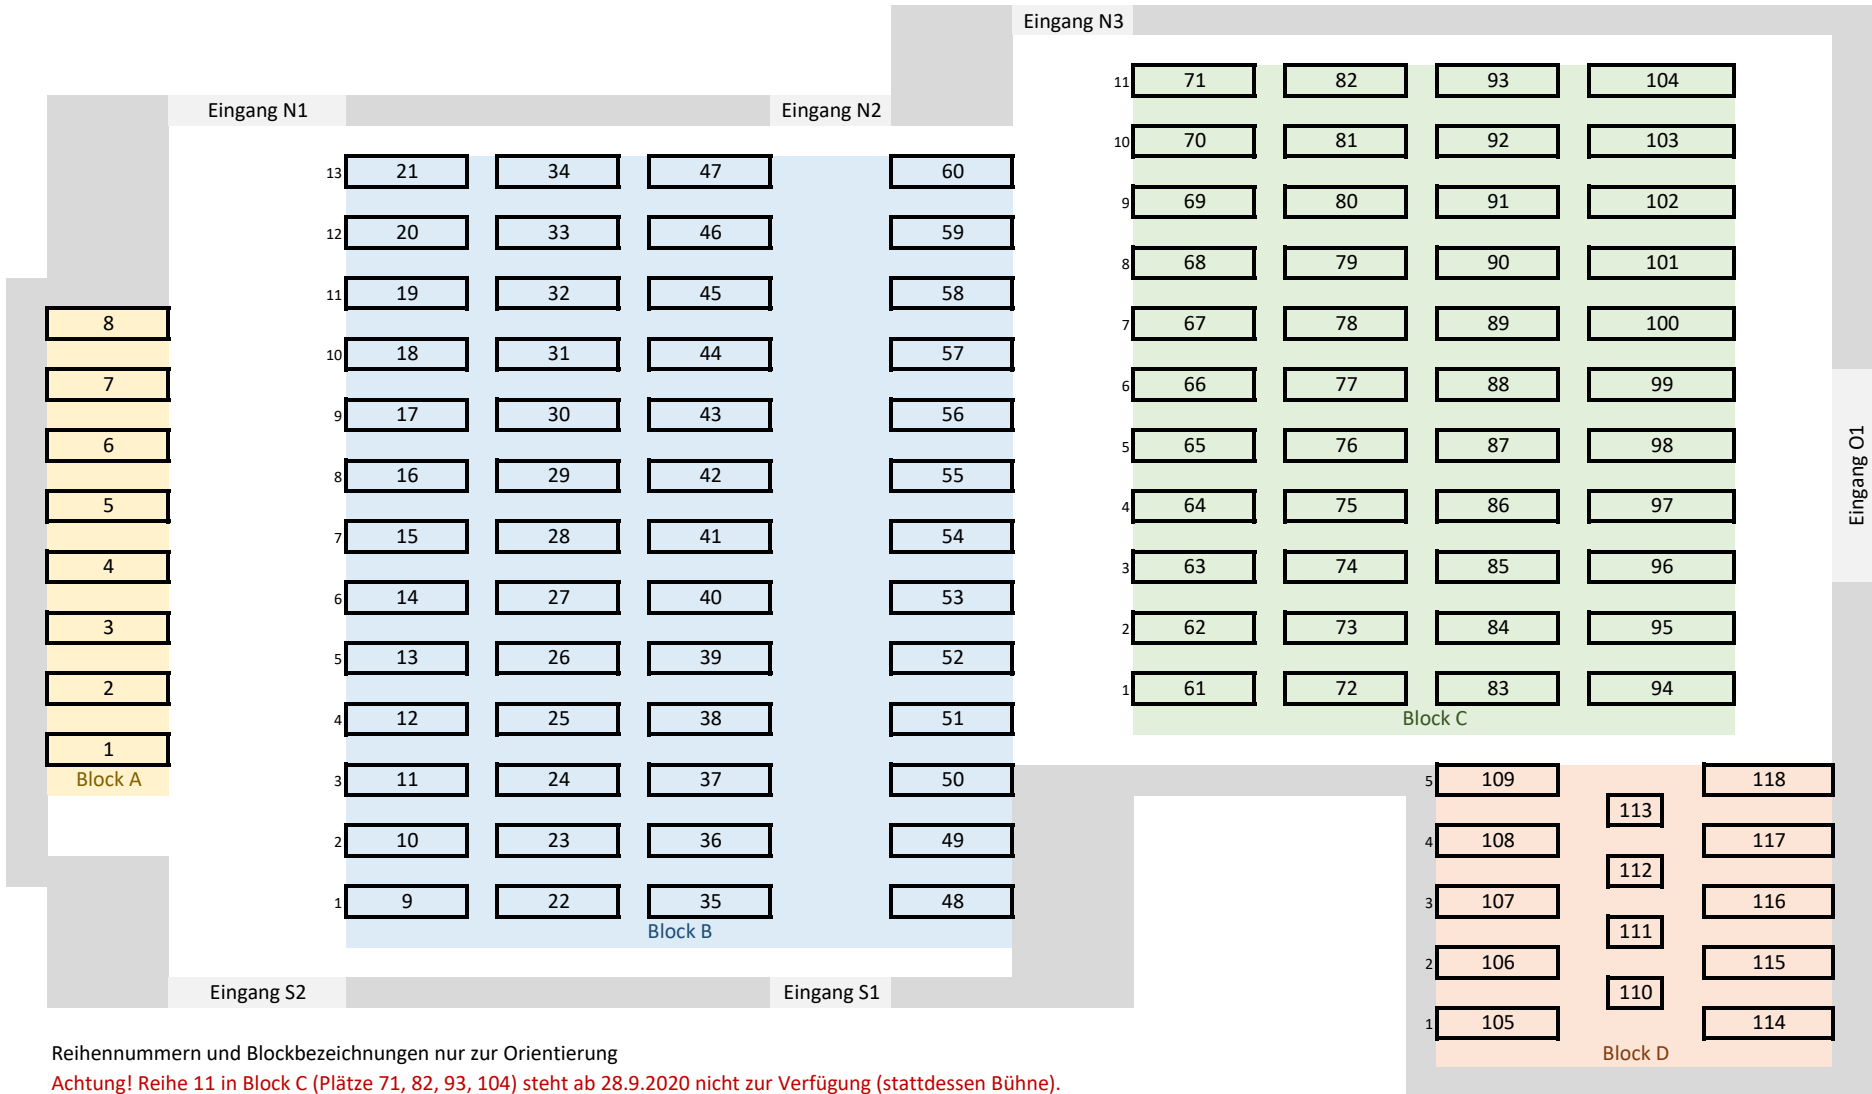 Eingang N3
11 71 82 93 104
Eingang N1 Eingang N2
10 70 81 92 103
13 21 34 47 60
9 69 80 91 102
12 20 33 46 59
8 68 79 90 101
11 19 32 45 58
8 7 67 78 89 100
10 18 31 44 57
7 6 66 77 88 99
9 17 30 43 56
6 5 65 76 87 98
Eingang O1
8 16 29 42 55
5 4 64 75 86 97
7 15 28 41 54
4 3 63 74 85 96
6 14 27 40 53
3 2 62 73 84 95
5 13 26 39 52
2 1 61 72 83 94
4 12 25 38 51 Block C
1
Block A 3 11 24 37 50 5 109 118
113
2 10 23 36 49 4 108 117
112
1 9 22 35 48 3 107 116
Block B 111
2 106 115
Eingang S2 Eingang S1 110
1 105 114
Reihennummern und Blockbezeichnungen nur zur Orientierung Block D
Achtung! Reihe 11 in Block C (Plätze 71, 82, 93, 104) steht ab 28.9.2020 nicht zur Verfügung (stattdessen Bühne).